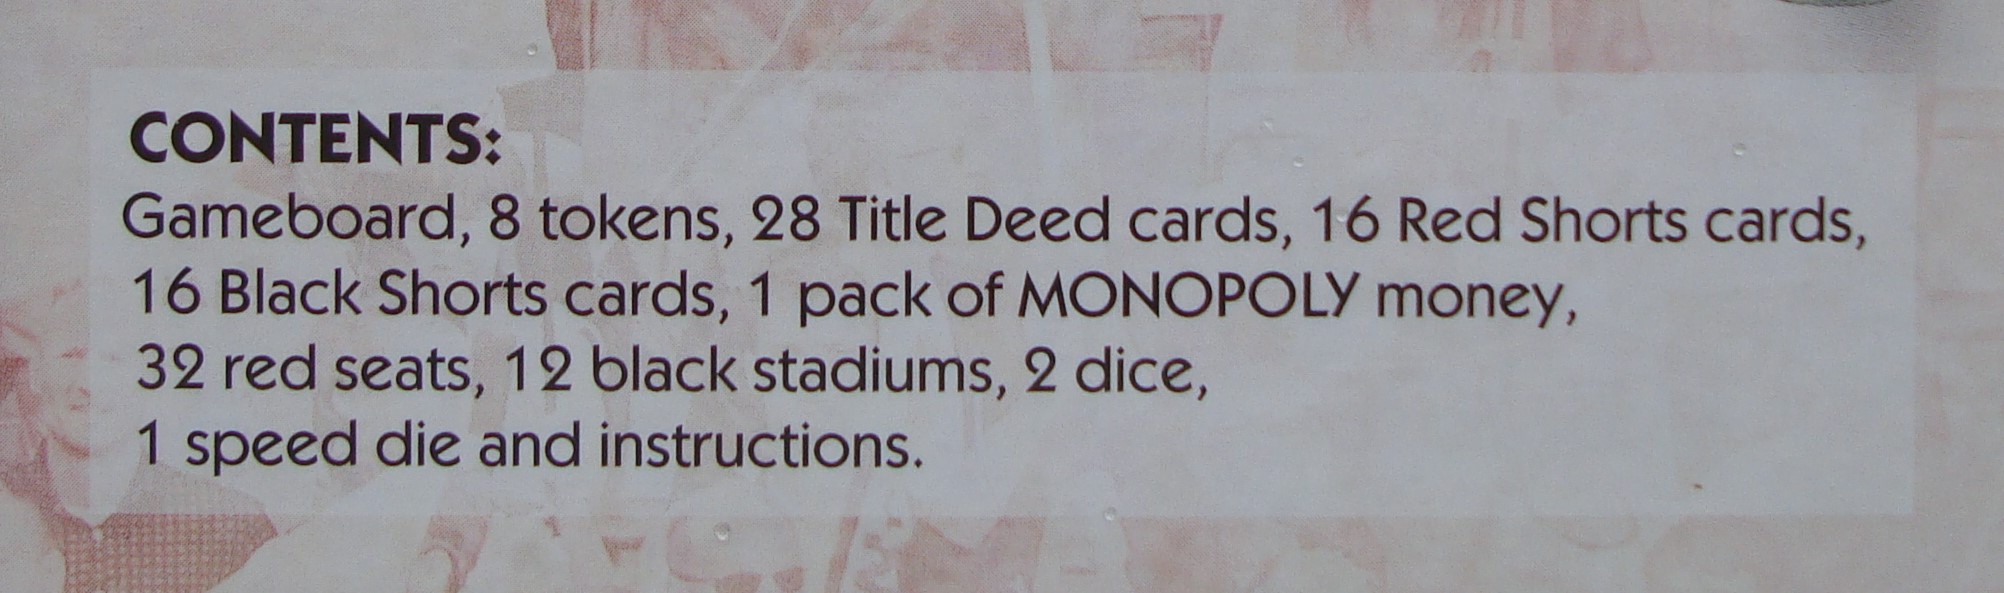 CONTENTS:
Gameboard, 8 tokens, 28 Title Deed cards, 16 Red Shorts cards,
16 Black Shorts cards, 1 pack of MONOPOLY money,
32 red seats, 12 black stadiums, 2 dice,
1 speed die and instructions.